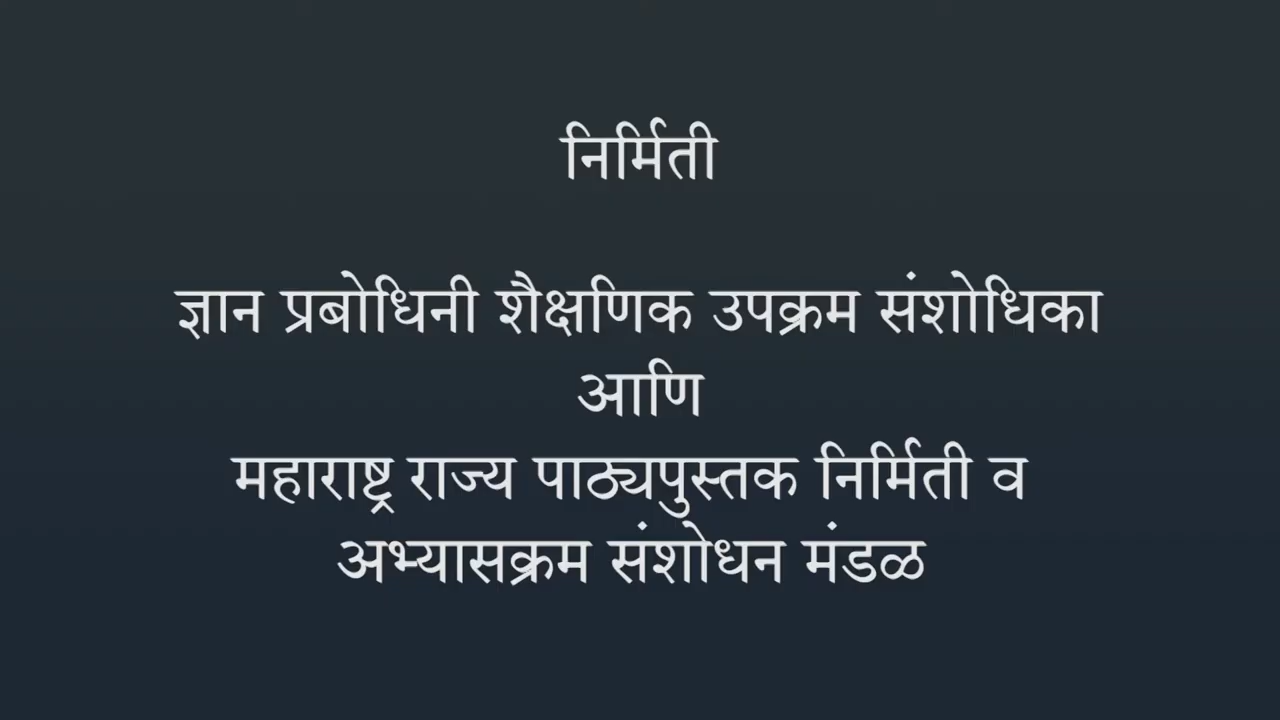 निर्मिती
ज्ञान प्रबोधिनी शैक्षणिक उपक्रम संशोधिका
आणि
महाराष्ट्र राज्य पाठ्यपुस्तक निर्मिती व
अभ्यासक्रम संशोधन मंडळ